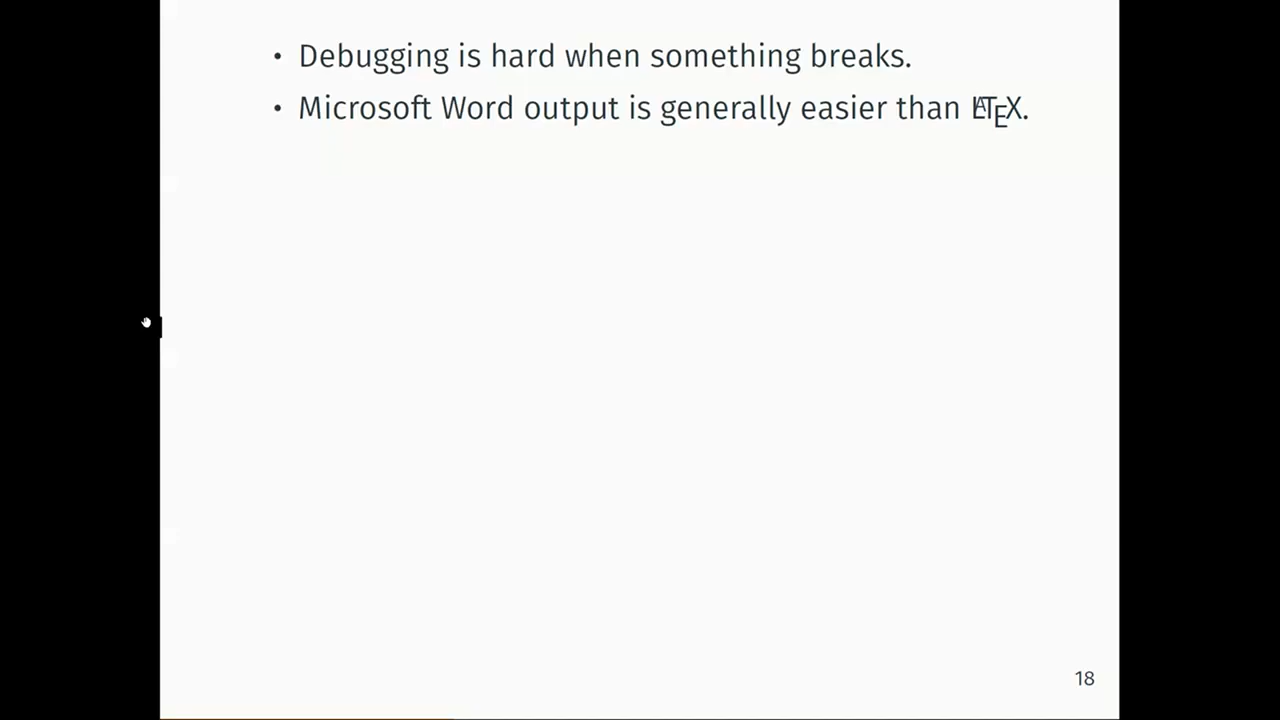 • Debugging is hard when something breaks.
• Microsoft Word output is generally easier than LATEX.
18